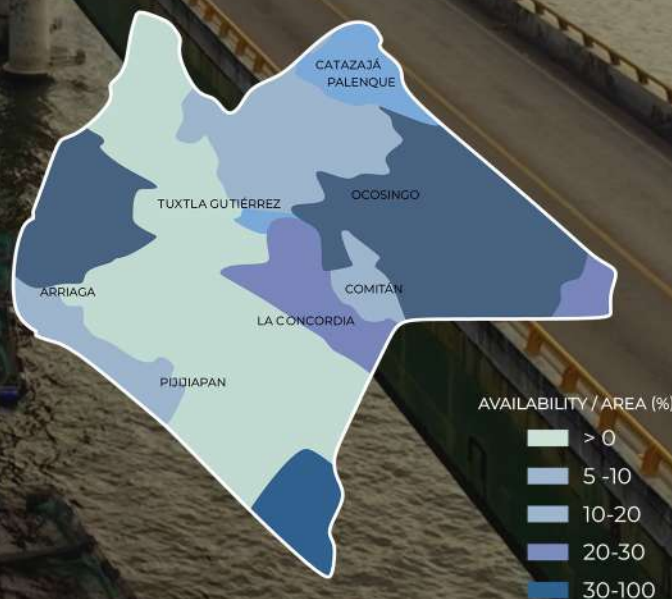 CATAZAJÁ
PALENQUE
OCOSINGO
TUXTLA GUTIÉRREZ
ARRIAGA
COMITÁN
LA CONCORDIA
PIJIJIAPAN
AVAILABILITY / AREA (%)
> 0
5 -10
10-20
20-30
30-100